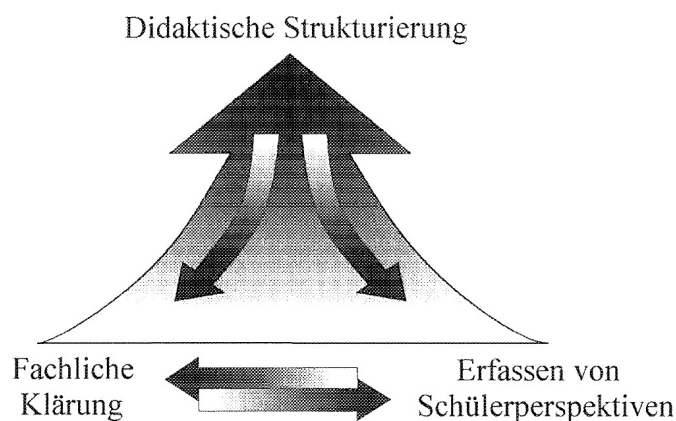 Didaktische Strukturierung
Fachliche
Klärung
Erfassen von
Schülerperspektiven